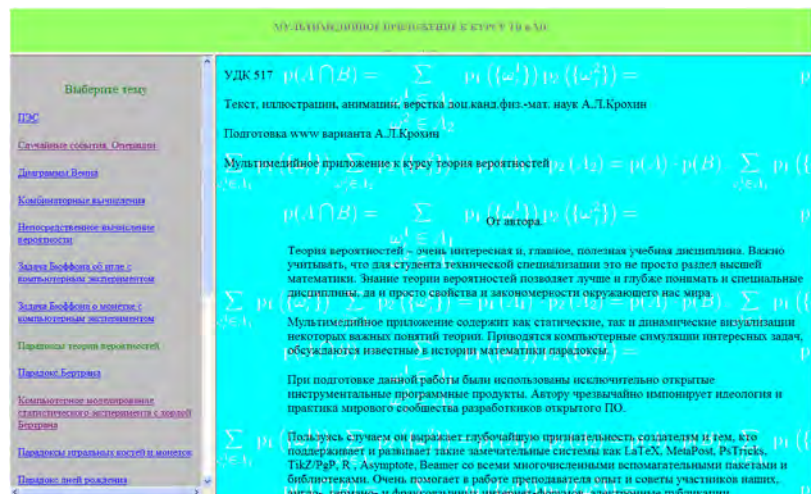 МУЛЬТИМЕДИЙНОЕ ПРИЛОЖЕНИЕ К КУРСУ ТВ и МС
Выберите тему
ПЭС
Случайные события. Операции
Диаграммы Венна
Комбинаторные вычисления
Непосредственное вычисление
вероятности
Задача Бюффона об игле с
компьютерным экспериментом
Задача Бюффона о монетке с
компьютерным экспериментом
Парадоксы теории вероятностей
Парадокс Бертрана
Компьютерное моделирование
статистического эксперимента с хордой
Бертрана
Парадоксы игральных костей и монеток
Парадокс дней рождения
УДК 517
Текст, иллюстрации, анимации, верстка доц.канд.физ.-мат. наук А.Л.Крохин
Подготовка www варианта А.Л.Крохин
Мультимедийное приложение к курсу теория вероятностей
От автора.
Теория вероятностей – очень интересная и, главное, полезная учебная дисциплина. Важно
учитывать, что для студента технической специализации это не просто раздел высшей
математики. Знание теории вероятностей позволяет лучше и глубже понимать и специальные
дисциплины, да и просто свойства и закономерности окружающего нас мира.
Мультимедийное приложение содержит как статические, так и динамические визуализации
некоторых важных понятий теории. Приводятся компьютерные симуляции интересных задач,
обсуждаются известные в истории математики парадоксы.
При подготовке данной работы были использованы исключительно открытые
инструментальные программные продукты. Автору чрезвычайно импонирует идеология и
практика мирового сообщества разработчиков открытого ПО.
Пользуясь случаем он выражает глубочайшую признательность создателям и тем, кто
поддерживает и развивает такие замечательные системы как LaTeX, MetaPost, PsTricks,
TikZ/PgP, R , Asymptote, Beamer со всеми многочисленными вспомогательными пакетами и
библиотеками. Очень помогает в работе преподавателя опыт и советы участников наших,
англо-, германо- и франкоязычных интернет-форумов, электронные публикации